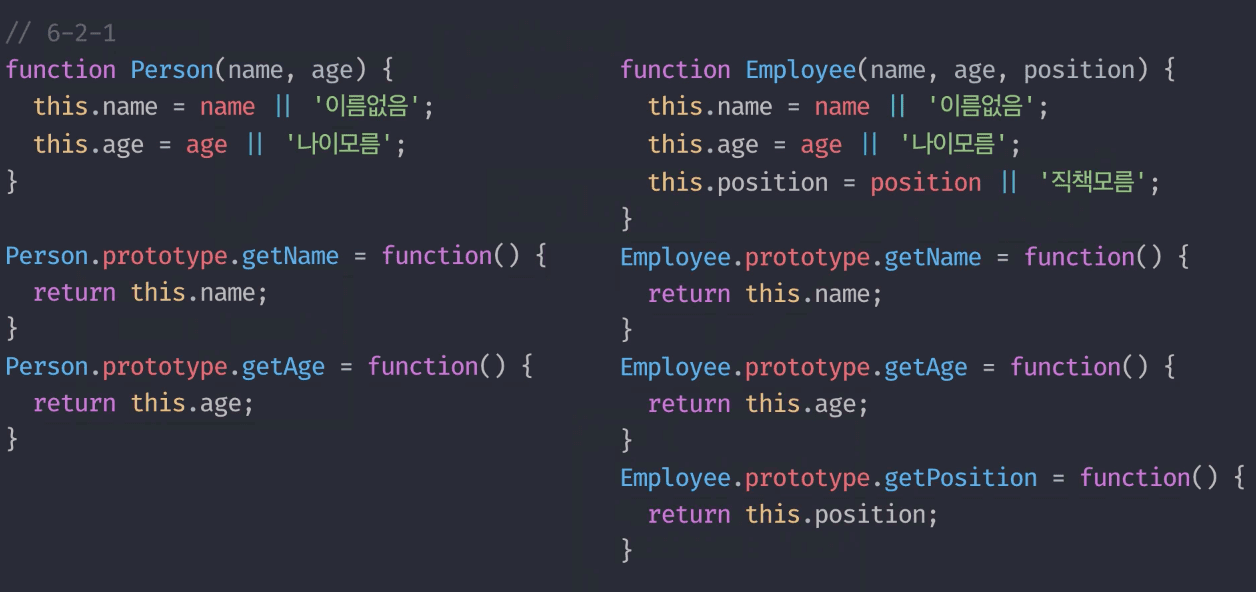 // 6-2-1
function Person(name, age) {
  this.name = name || '이름없음';
  this.age = age || '나이모름';
}

Person.prototype.getName = function() {
  return this.name;
}
Person.prototype.getAge = function() {
  return this.age;
}

function Employee(name, age, position) {
  this.name = name || '이름없음';
  this.age = age || '나이모름';
  this.position = position || '직책모름';
}
Employee.prototype.getName = function() {
  return this.name;
}
Employee.prototype.getAge = function() {
  return this.age;
}
Employee.prototype.getPosition = function() {
  return this.position;
}